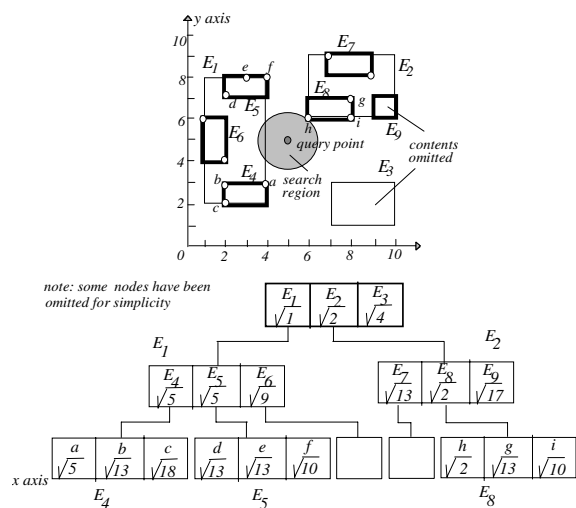 y axis
10
E1
e
f
E7
E2
8
d
E5
E8
g
h
i
E9
6
E6
query point
contents
omitted
4
b
E4
a
search
region
E3
c
2
0
2
4
6
8
10
note: some nodes have been
omitted for simplicity
E1 E2 E3
√1 √2 √4
E1
E2
E4 E5 E6
√5 √5 √9
E7 E8 E9
√13 √2 √17
a b c
√5 √13 √18
d e f
√13 √13 √10
h g i
√2 √13 √10
x axis
E4
E5
E8